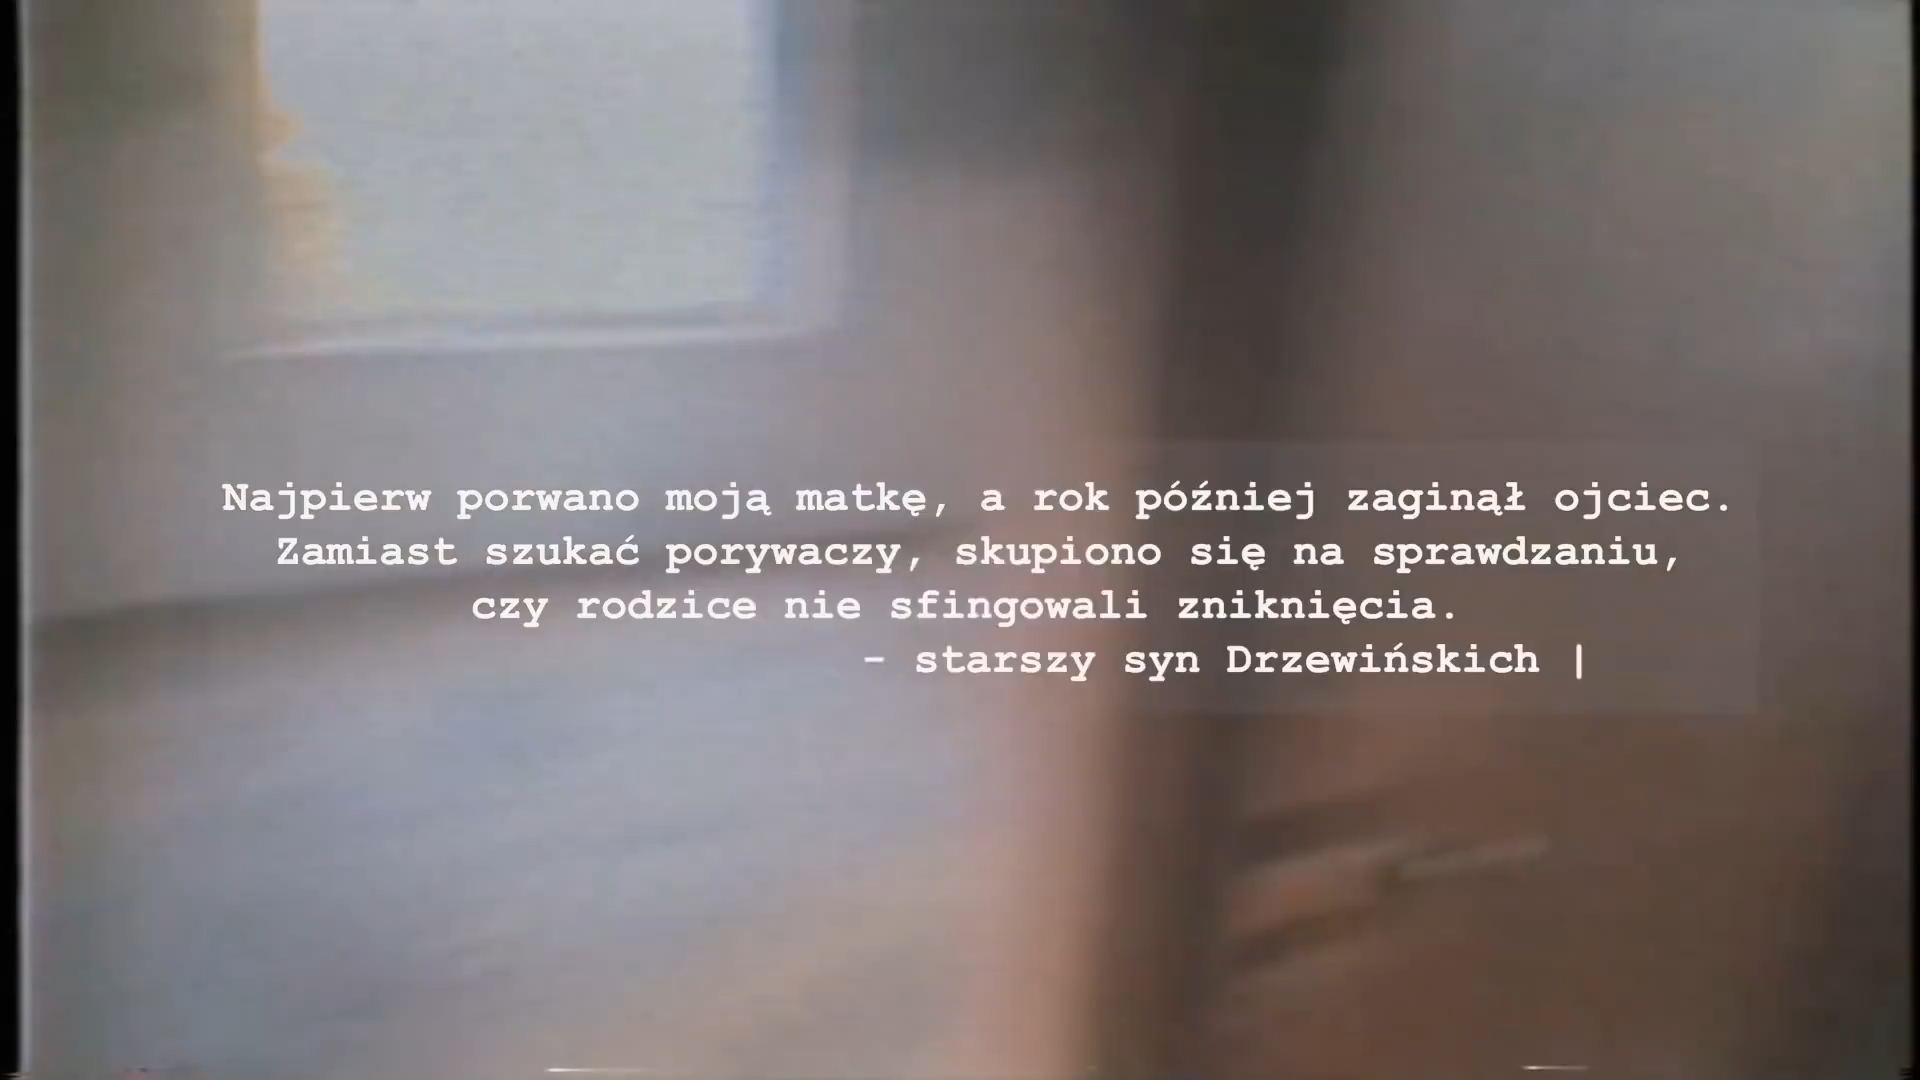 Najpierw porwano moją matkę, a rok później zaginął ojciec.
Zamiast szukać porywaczy, skupiono się na sprawdzaniu,
czy rodzice nie sfingowali zniknięcia.
- starszy syn Drzewińskich |